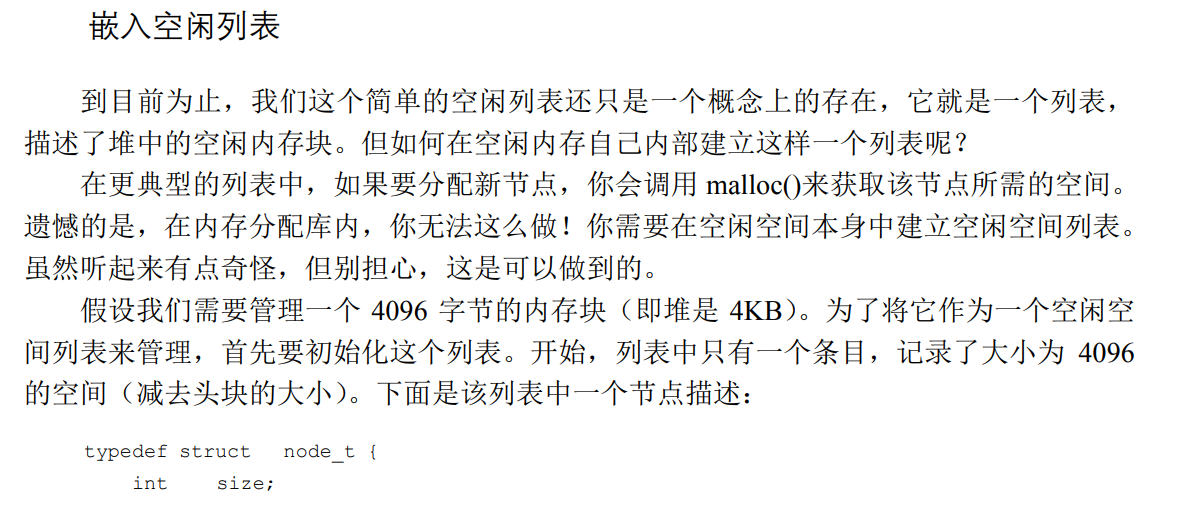 嵌入空闲列表
到目前为止，我们这个简单的空闲列表还只是一个概念上的存在，它就是一个列表，
描述了堆中的空闲内存块。但如何在空闲内存自己内部建立这样一个列表呢？
在更典型的列表中，如果要分配新节点，你会调用 malloc()来获取该节点所需的空间。
遗憾的是，在内存分配库内，你无法这么做！你需要在空闲空间本身中建立空闲空间列表。
虽然听起来有点奇怪，但别担心，这是可以做到的。
假设我们需要管理一个 4096 字节的内存块（即堆是 4KB）。为了将它作为一个空闲空
间列表来管理，首先要初始化这个列表。开始，列表中只有一个条目，记录了大小为 4096
的空间（减去头块的大小）。下面是该列表中一个节点描述：
typedef struct   node_t {
    int    size;